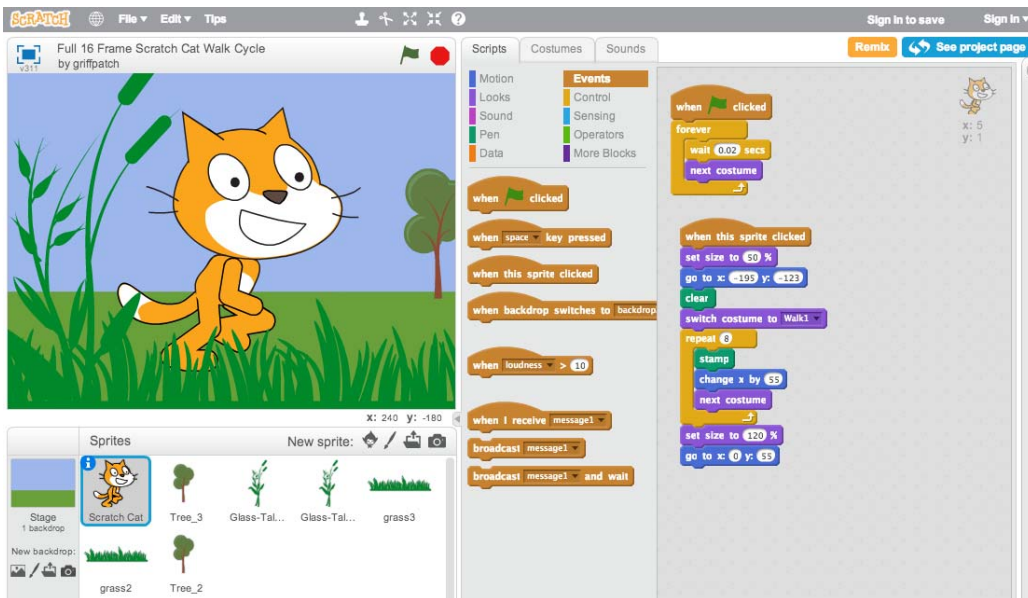 SCRATCH File Edit Tips Sign in to save Sign in
Full 16 Frame Scratch Cat Walk Cycle
by griffpatch
v311
Scripts Costumes Sounds
Remix See project page
Motion Events
Looks Control
Sound Sensing
Pen Operators
Data More Blocks
when clicked
when space key pressed
when this sprite clicked
when backdrop switches to backdrop
when loudness > 10
when I receive message1
broadcast message1
broadcast message1 and wait
when clicked
forever
wait 0.02 secs
next costume
x: 5
y: 1
when this sprite clicked
set size to 50 %
go to x: -195 y: -123
clear
switch costume to Walk1
repeat 8
stamp
change x by 55
next costume
set size to 120 %
go to x: 0 y: 55
x: 240 y: -180
Sprites New sprite:
Stage
1 backdrop
New backdrop:
Scratch Cat Tree_3 Glass-Tal... Glass-Tal... grass3
grass2 Tree_2